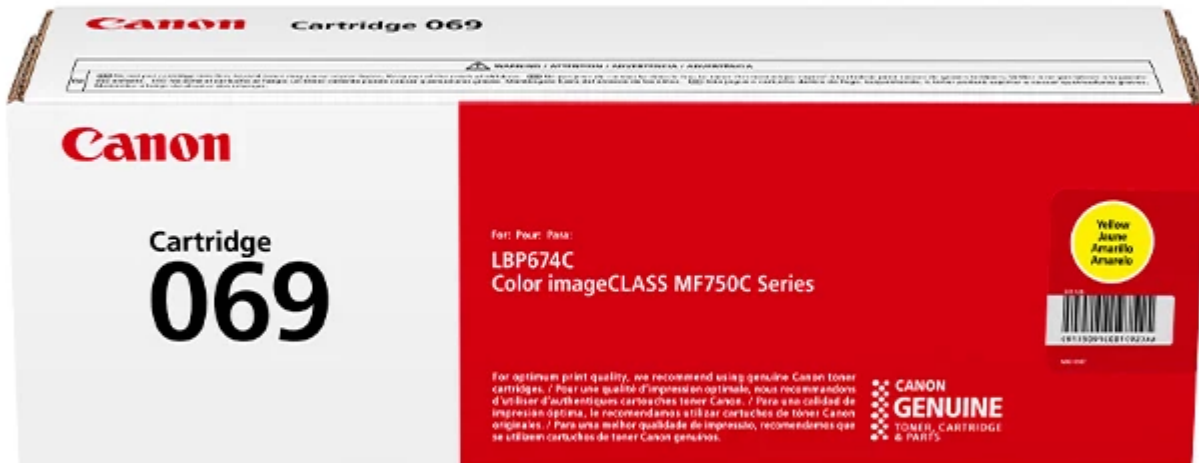 Canon Cartridge 069
WARNING / ATTENTION / ADVERTENCIA / ADVERTÊNCIA
Canon
Cartridge
069
For: Pour: Para:
LBP674C
Color imageCLASS MF750C Series
Yellow
Jaune
Amarillo
Amarelo
For optimum print quality, we recommend using genuine Canon toner
cartridges. / Pour une qualité d'impression optimale, nous recommandons
d'utiliser d'authentiques cartouches toner Canon. / Para una calidad de
impresión óptima, le recomendamos utilizar cartuchos de tóner Canon
originales. / Para uma melhor qualidade de impressão, recomendamos que
se utilizem cartuchos de toner Canon genuínos.
CANON
GENUINE
TONER, CARTRIDGE
& PARTS